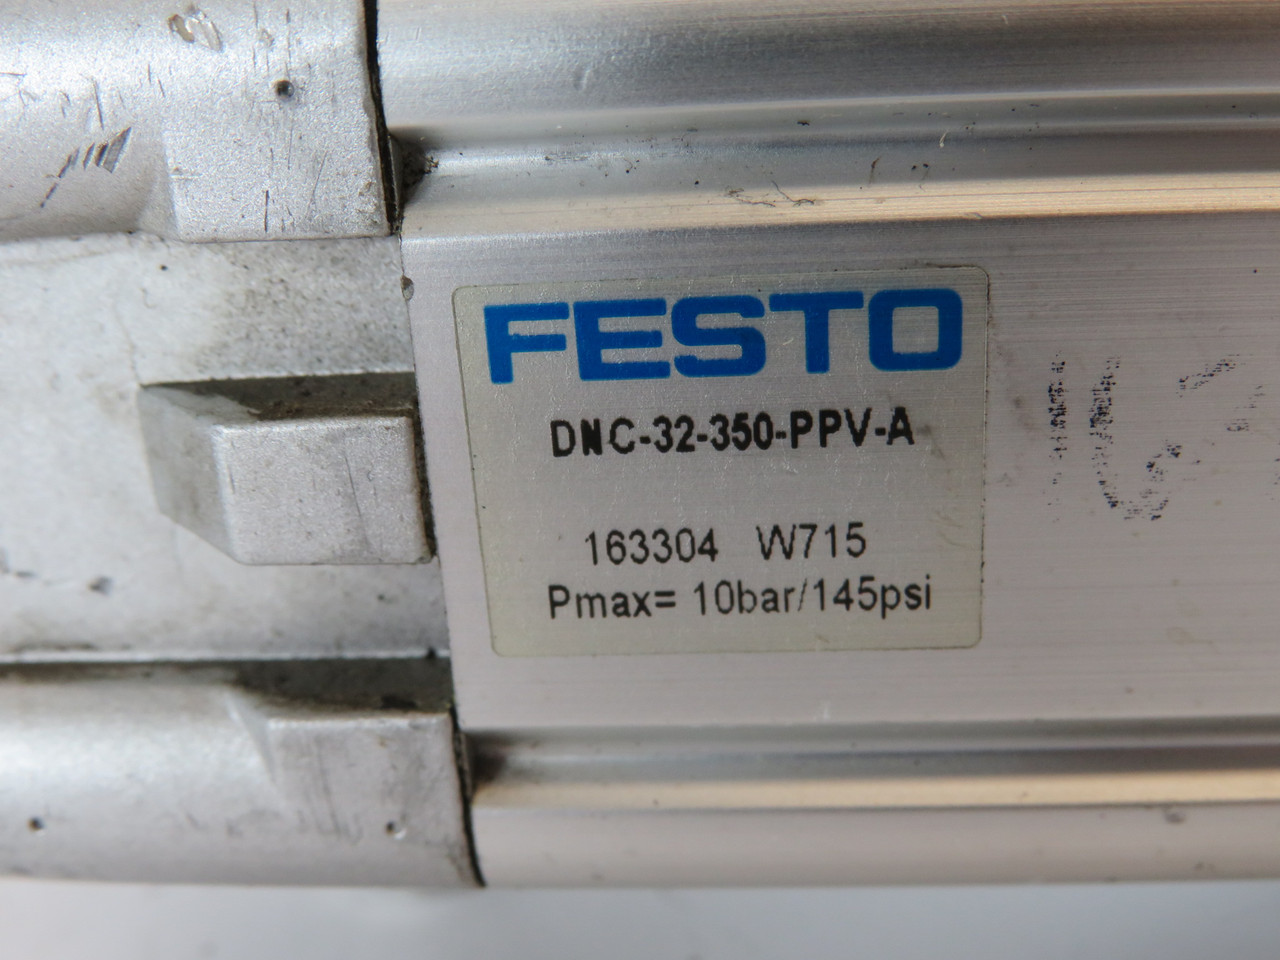 FESTO
DNC-32-350-PPV-A
163304 W715
Pmax= 10bar/145psi